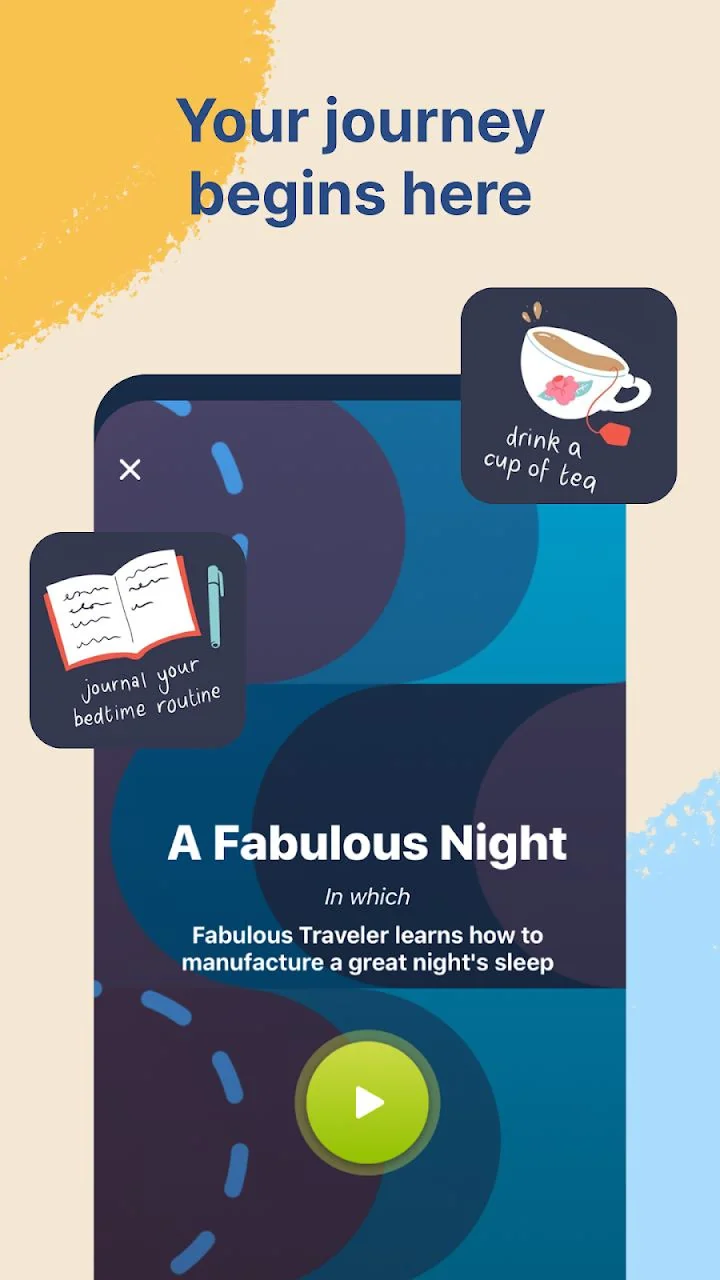 Your journey
begins here
drink a
cup of tea
journal your
bedtime routine
A Fabulous Night
In which
Fabulous Traveler learns how to
manufacture a great night's sleep